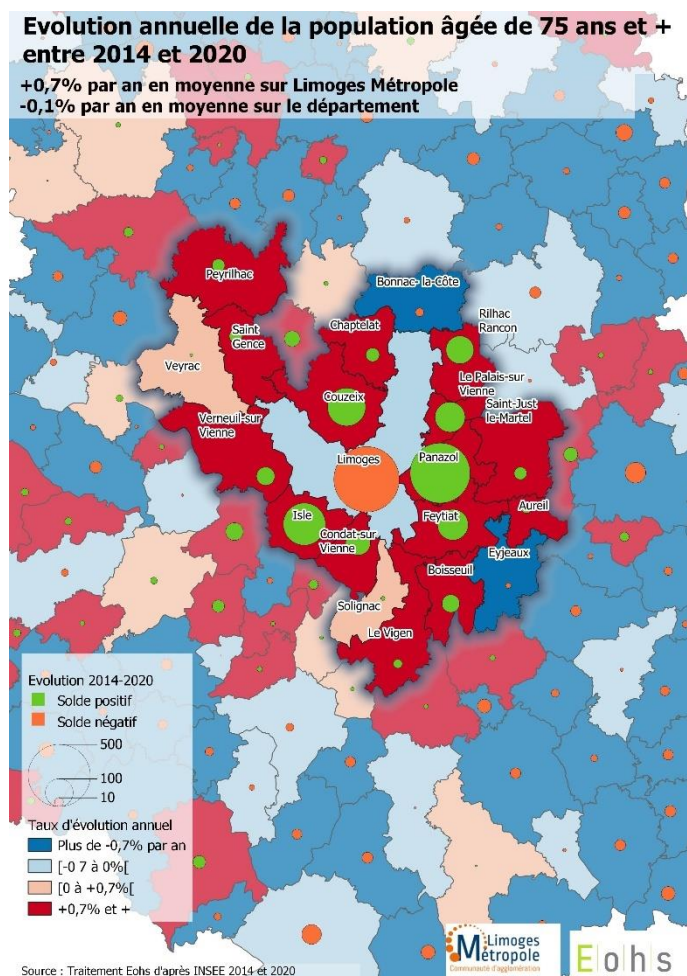 Evolution annuelle de la population âgée de 75 ans et +
entre 2014 et 2020
+0,7% par an en moyenne sur Limoges Métropole
-0,1% par an en moyenne sur le département
Peyrilhac
Bonnac- la-Côte
Saint
Gence
Chaptelat
Rilhac
Rancon
Veyrac
Le Palais-sur
Vienne
Couzeix
Saint-Just
le-Martel
Verneuil-sur
Vienne
Limoges
Panazol
Aureil
Isle
Feytiat
Condat-sur
Vienne
Eyjeaux
Boisseuil
Solignac
Le Vigen
Evolution 2014-2020
Solde positif
Solde négatif
500
100
10
Taux d'évolution annuel
Plus de -0,7% par an
[-0 7 à 0%[
[0 à +0,7%[
+0,7% et +
Limoges
Métropole
Communauté d'agglomération
Eohs
Source : Traitement Eohs d'après INSEE 2014 et 2020